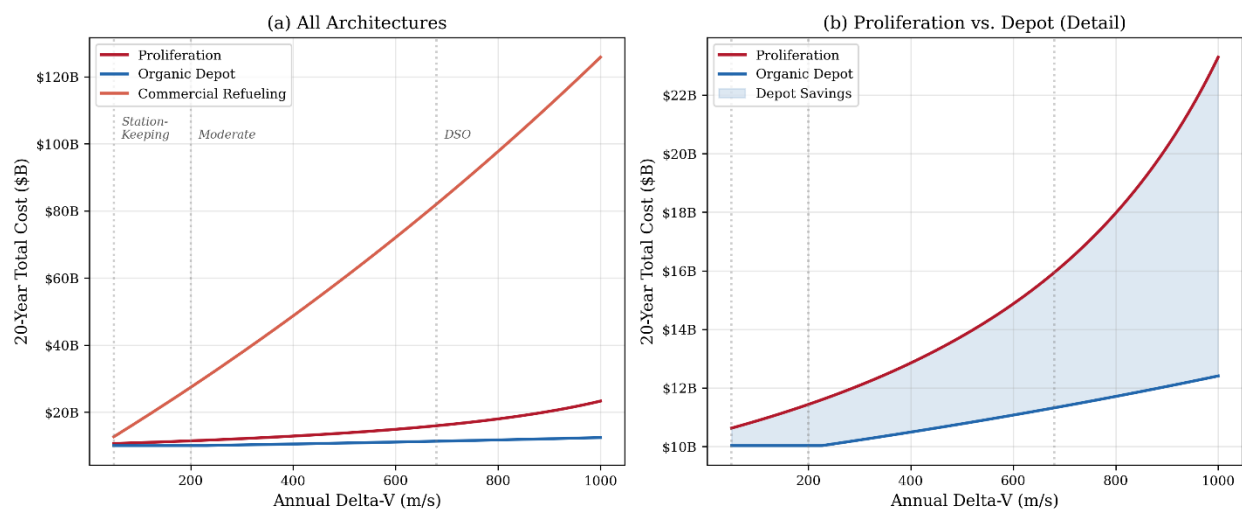 (a) All Architectures
Proliferation
Organic Depot
Commercial Refueling
Station-
Keeping
Moderate
DSO
$120B
$100B
$80B
$60B
$40B
$20B
20-Year Total Cost ($B)
200
400
600
800
1000
Annual Delta-V (m/s)
(b) Proliferation vs. Depot (Detail)
Proliferation
Organic Depot
Depot Savings
$22B
$20B
$18B
$16B
$14B
$12B
$10B
20-Year Total Cost ($B)
200
400
600
800
1000
Annual Delta-V (m/s)